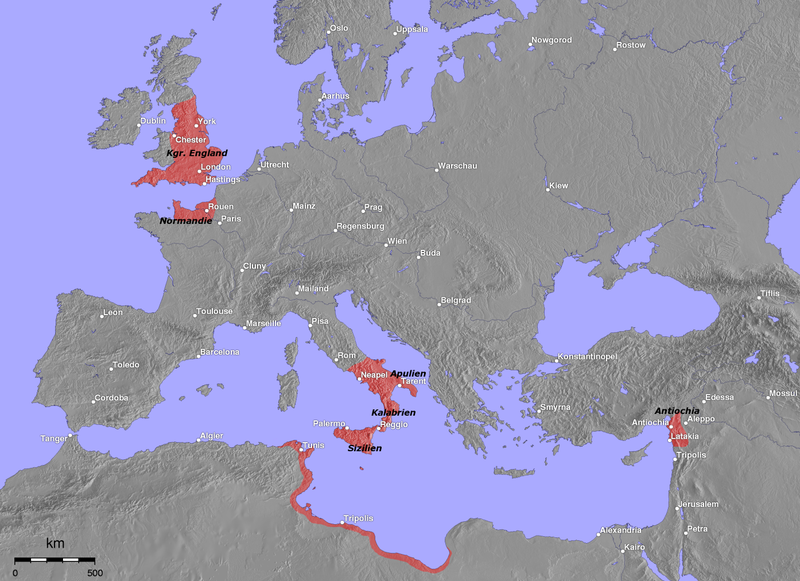 Oslo
Uppsala
Nowgorod
Rostow
Aarhus
Dublin
York
Chester
Kgr. England
London
Utrecht
Hastings
Warschau
Kiew
Rouen
Normandie
Paris
Mainz
Prag
Regensburg
Wien
Buda
Cluny
Mailand
Belgrad
Tiflis
León
Toulouse
Marseille
Pisa
Barcelona
Toledo
Rom
Konstantinopel
Neapel
Apulien
Tarent
Cordoba
Smyrna
Edessa
Mossul
Kalabrien
Antiochia
Palermo
Reggio
Antiochia
Aleppo
Tanger
Algier
Tunis
Sizilien
Latakia
Tripolis
Tripolis
Jerusalem
Alexandria
Petra
Kairo
km
0
500